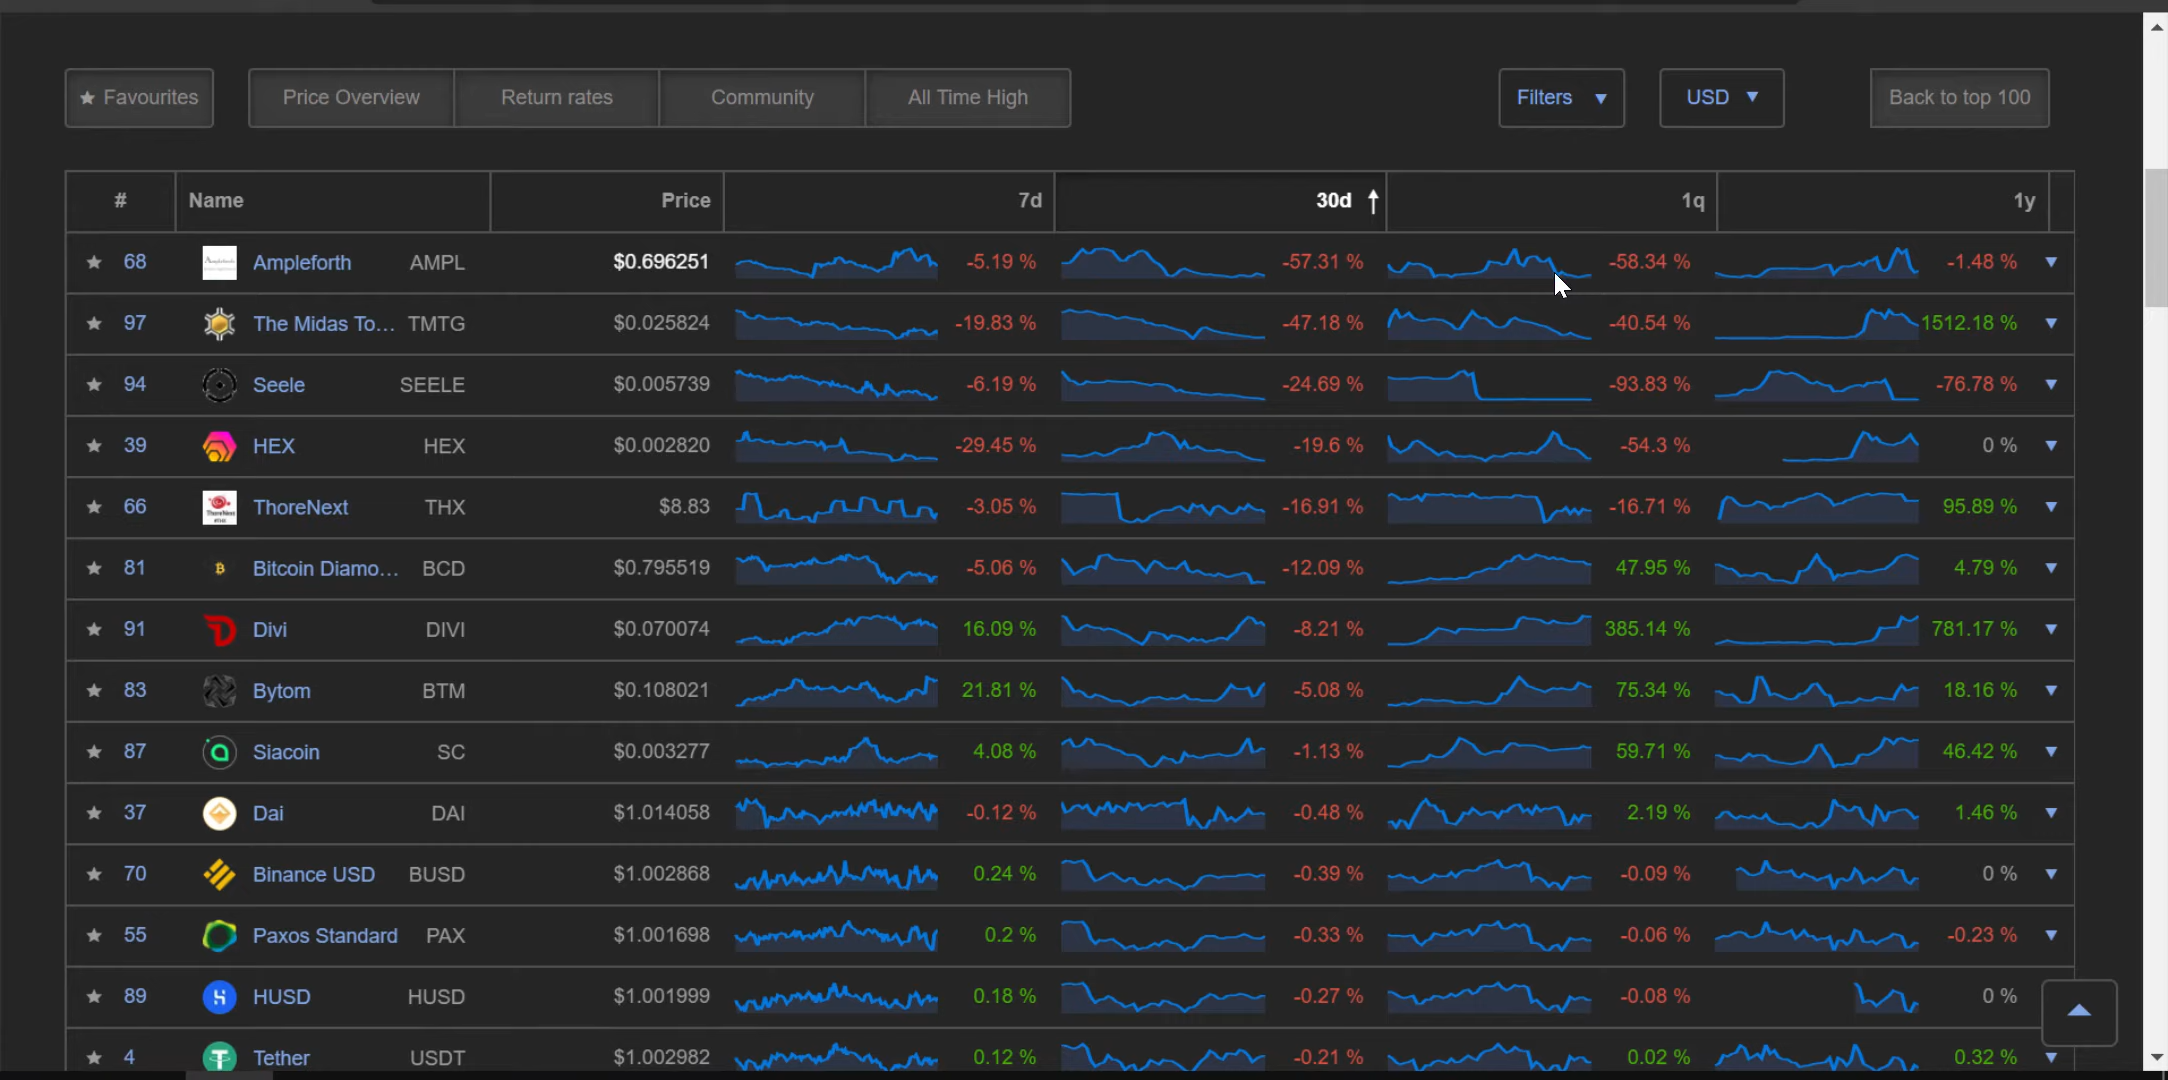 ★ Favourites Price Overview Return rates Community All Time High Filters ▼ USD ▼ Back to top 100
# Name Price 7d 30d ↑ 1q 1y
★ 68 Ampleforth AMPL $0.696251 -5.19 % -57.31 % -58.34 % -1.48 % ▼
★ 97 The Midas To... TMTG $0.025824 -19.83 % -47.18 % -40.54 % 1512.18 % ▼
★ 94 Seele SEELE $0.005739 -6.19 % -24.69 % -93.83 % -76.78 % ▼
★ 39 HEX HEX $0.002820 -29.45 % -19.6 % -54.3 % 0 % ▼
★ 66 ThoreNext THX $8.83 -3.05 % -16.91 % -16.71 % 95.89 % ▼
★ 81 Bitcoin Diamo... BCD $0.795519 -5.06 % -12.09 % 47.95 % 4.79 % ▼
★ 91 Divi DIVI $0.070074 16.09 % -8.21 % 385.14 % 781.17 % ▼
★ 83 Bytom BTM $0.108021 21.81 % -5.08 % 75.34 % 18.16 % ▼
★ 87 Siacoin SC $0.003277 4.08 % -1.13 % 59.71 % 46.42 % ▼
★ 37 Dai DAI $1.014058 -0.12 % -0.48 % 2.19 % 1.46 % ▼
★ 70 Binance USD BUSD $1.002868 0.24 % -0.39 % -0.09 % 0 % ▼
★ 55 Paxos Standard PAX $1.001698 0.2 % -0.33 % -0.06 % -0.23 % ▼
★ 89 HUSD HUSD $1.001999 0.18 % -0.27 % -0.08 % 0 %
★ 4 Tether USDT $1.002982 0.12 % -0.21 % 0.02 % 0.32 % ▼